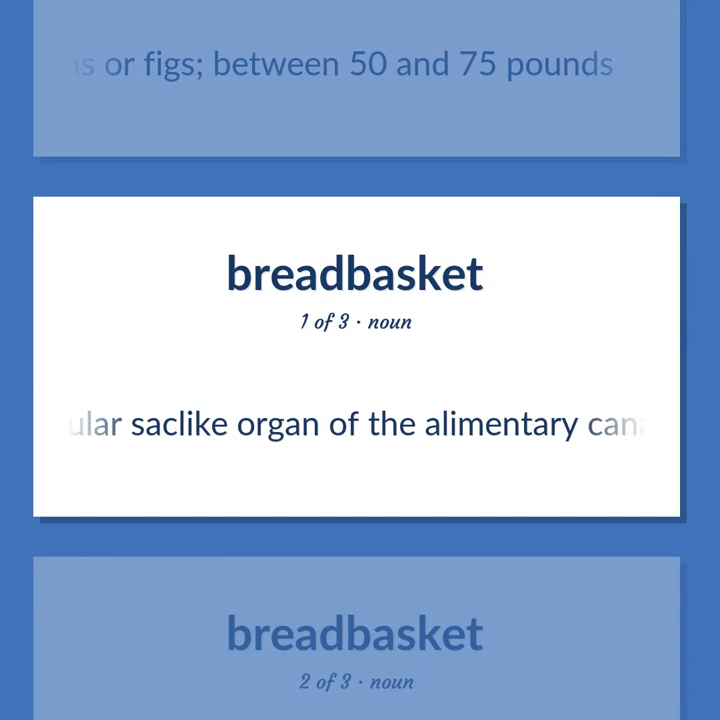 or figs; between 50 and 75 pounds
breadbasket
1 of 3 · noun
saclike organ of the alimentary
breadbasket
2 of 3 · noun